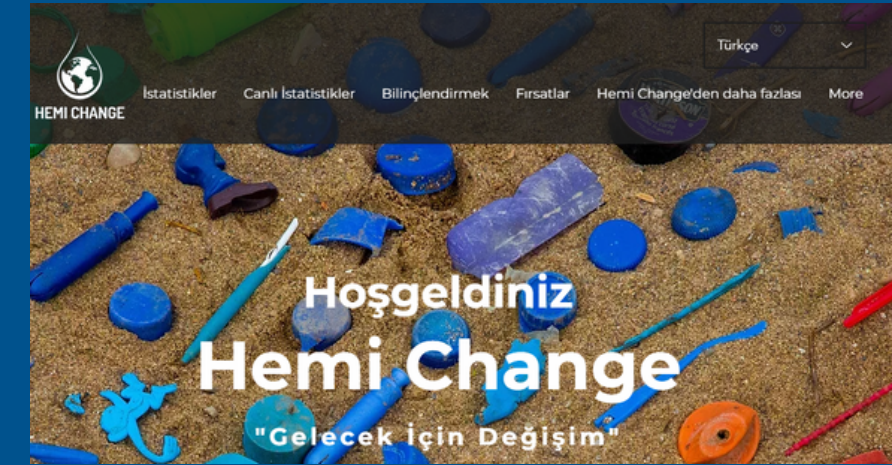 Türkçe
HEMI CHANGE
İstatistikler Canlı İstatistikler Bilinçlendirmek Fırsatlar Hemi Change'den daha fazlası More
Hoşgeldiniz
Hemi Change
"Gelecek İçin Değişim"